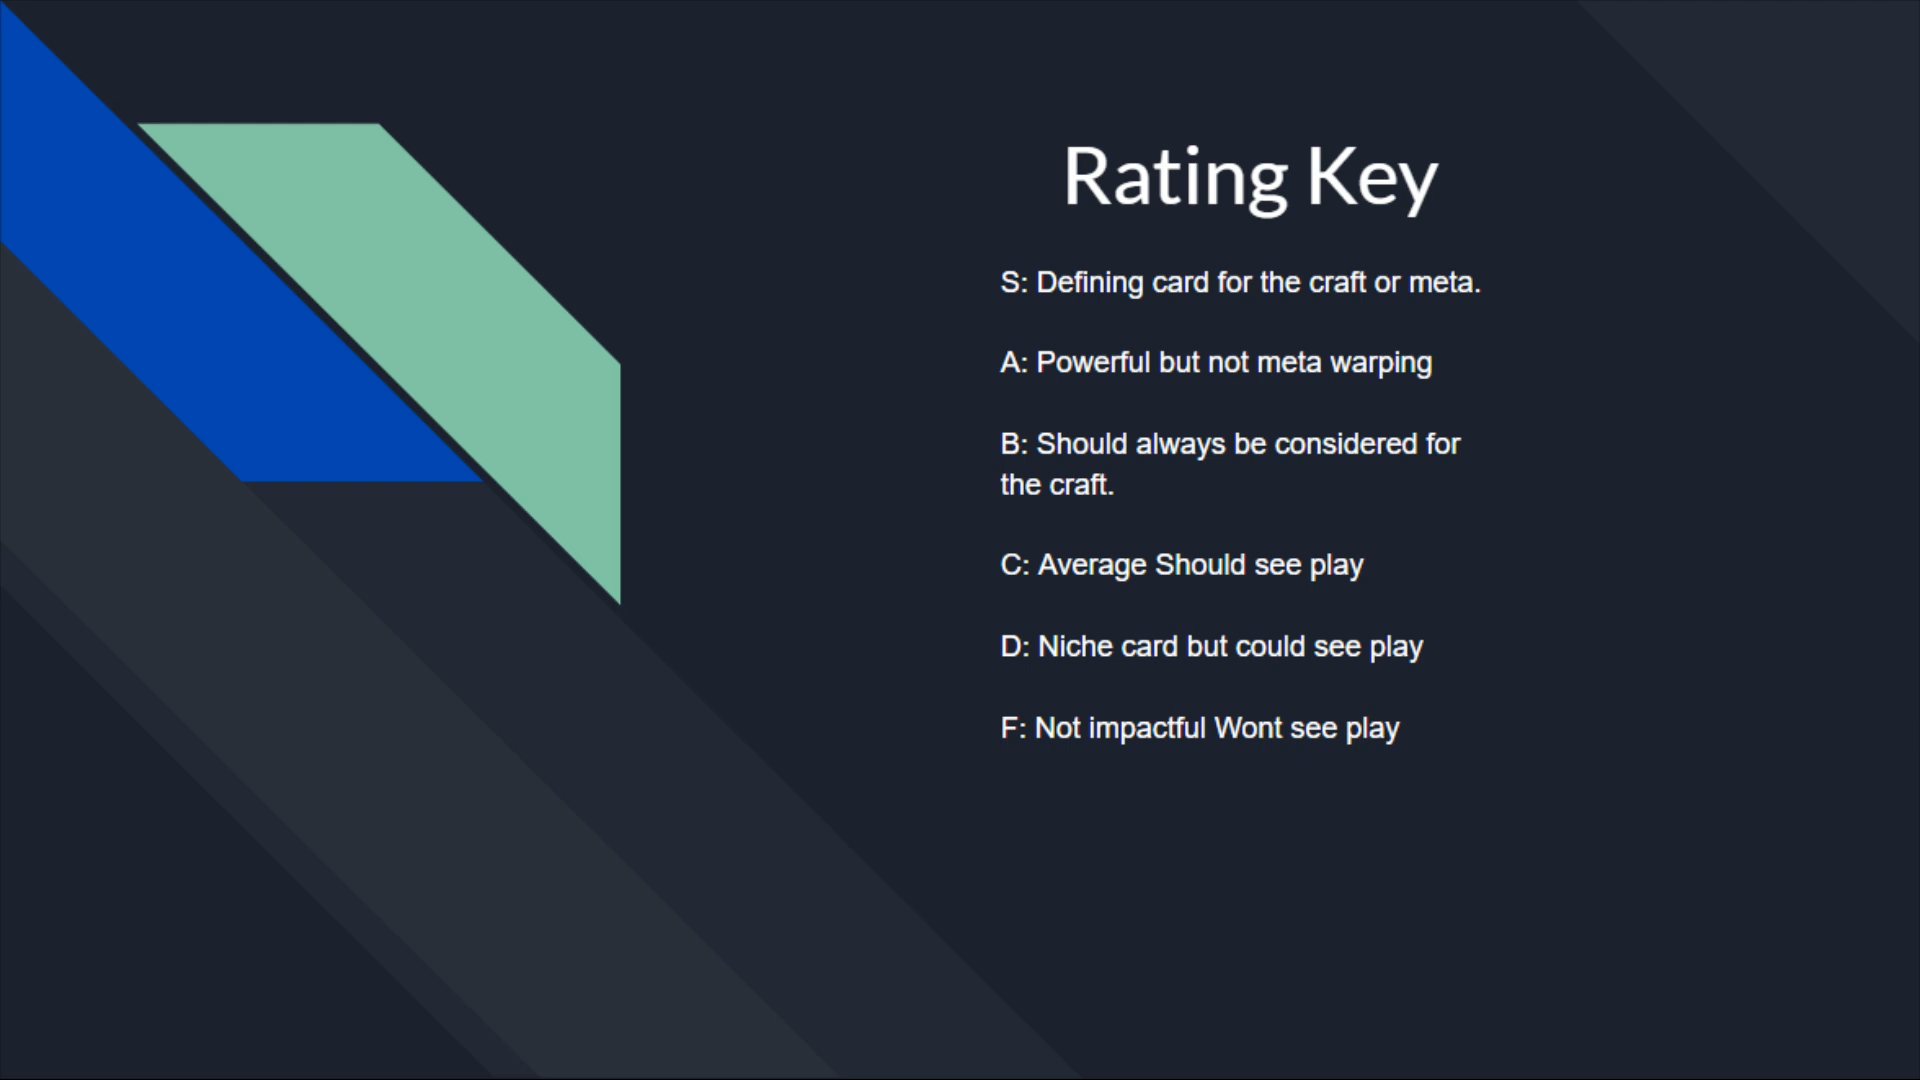 Rating Key
S: Defining card for the craft or meta.
A: Powerful but not meta warping
B: Should always be considered for
the craft.
C: Average Should see play
D: Niche card but could see play
F: Not impactful Wont see play